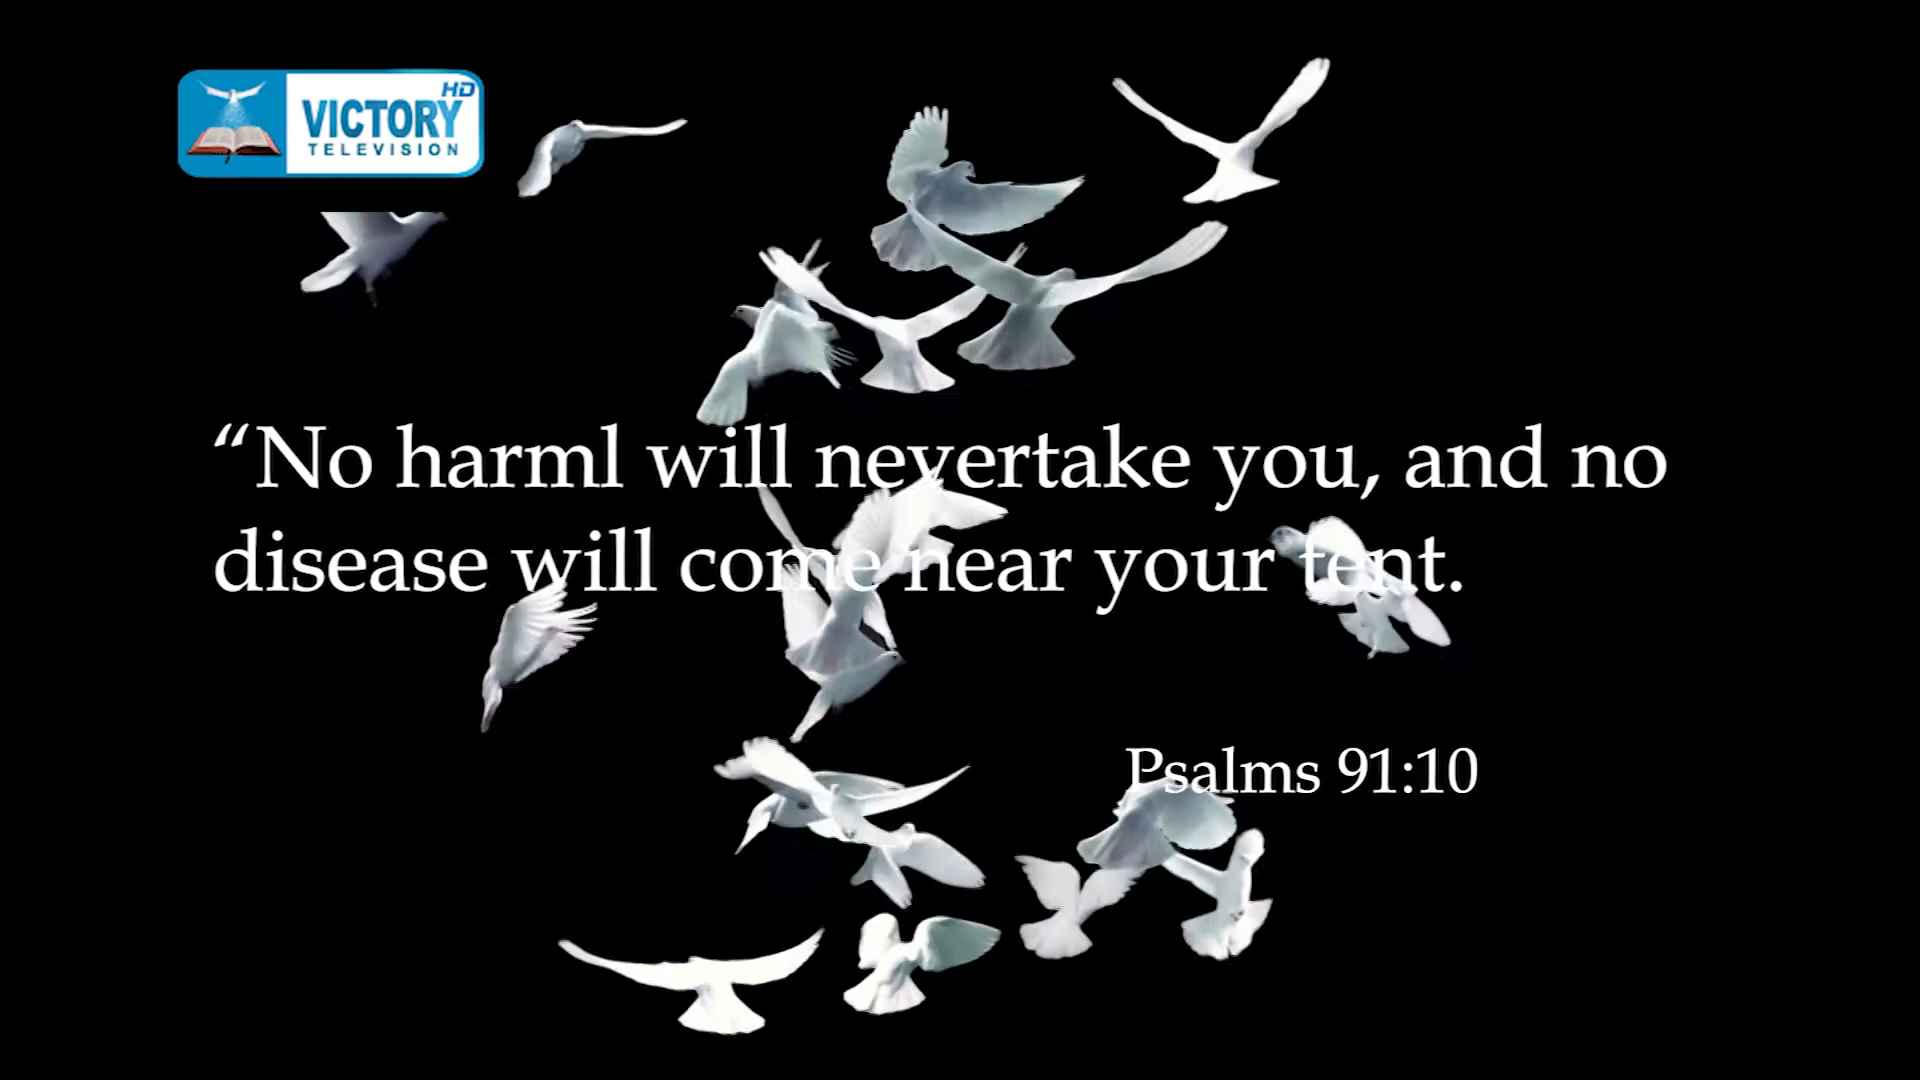 HD
VICTORY
TELEVISION
“No harml will nevertake you, and no
disease will come near your tent.
Psalms 91:10